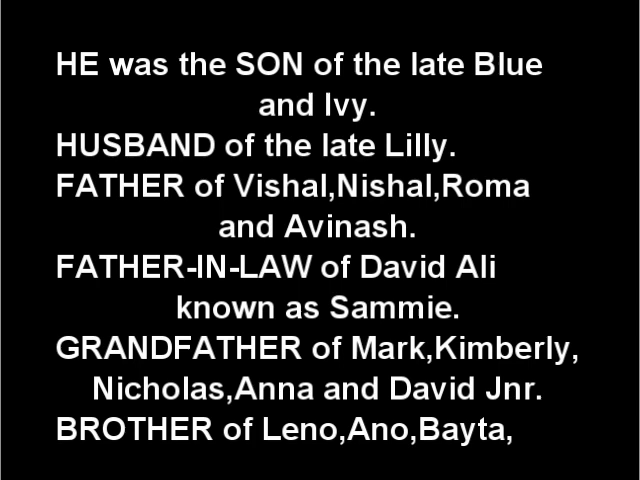 HE was the SON of the late Blue
and Ivy.
HUSBAND of the late Lilly.
FATHER of Vishal,Nishal,Roma
and Avinash.
FATHER-IN-LAW of David Ali
known as Sammie.
GRANDFATHER of Mark,Kimberly,
Nicholas,Anna and David Jnr.
BROTHER of Leno,Ano,Bayta,